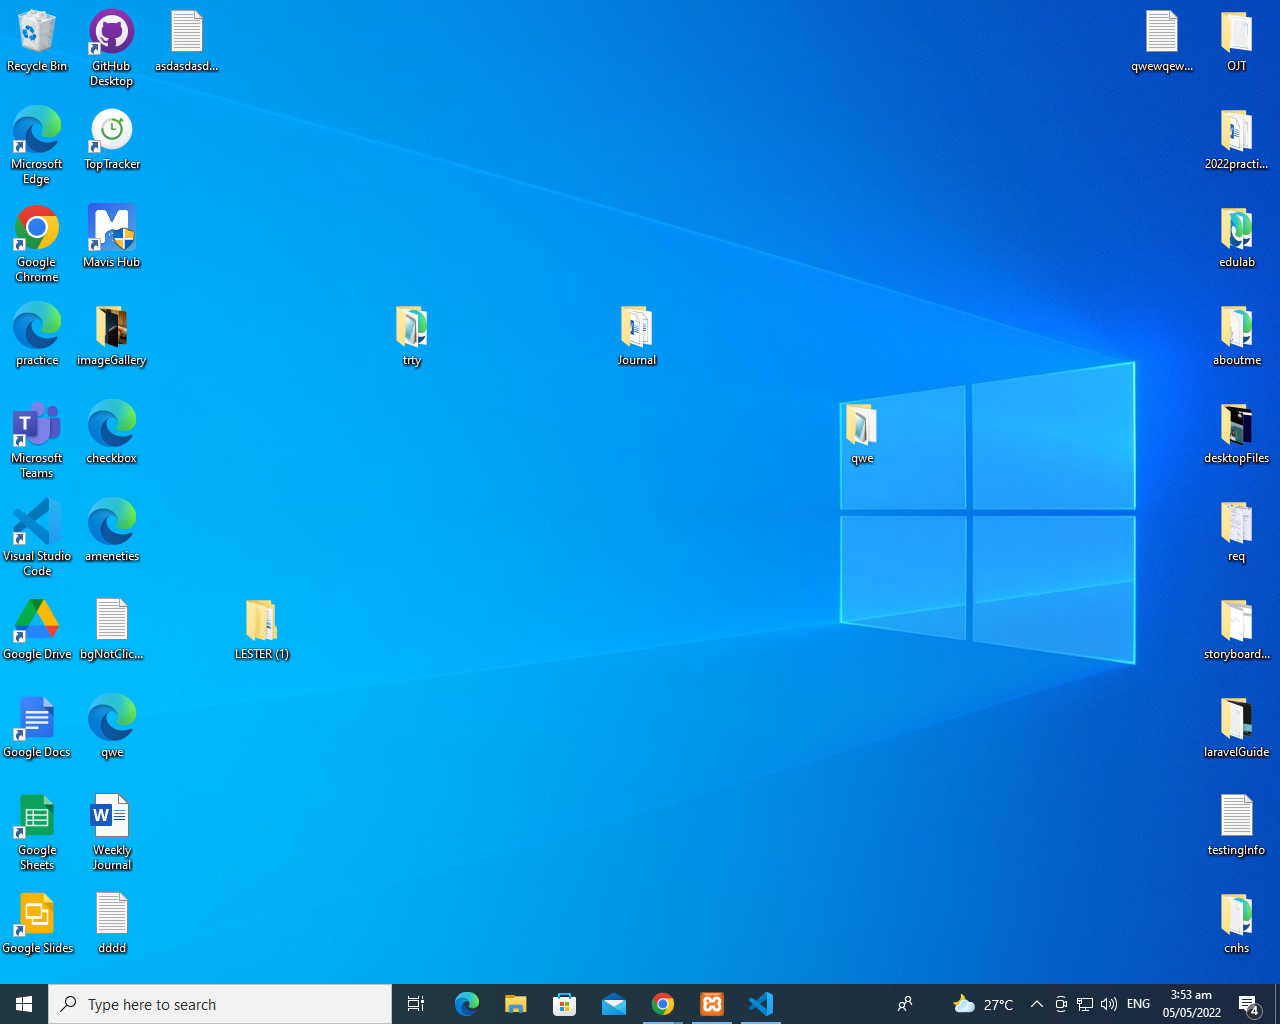 Recycle Bin
GitHub
Desktop
asdasdasd...
qwewqew...
OJT
Microsoft
Edge
TopTracker
2022practi...
Google
Chrome
Mavis Hub
edulab
practice
imageGallery
trty
Journal
aboutme
Microsoft
Teams
checkbox
qwe
desktopFiles
Visual Studio
Code
ameneties
req
Google Drive
bgNotClic...
LESTER (1)
storyboard...
Google Docs
qwe
laravelGuide
Google
Sheets
Weekly
Journal
testingInfo
Google Slides
dddd
cnhs
Type here to search
27°C
ENG
3:53 am
05/05/2022
4